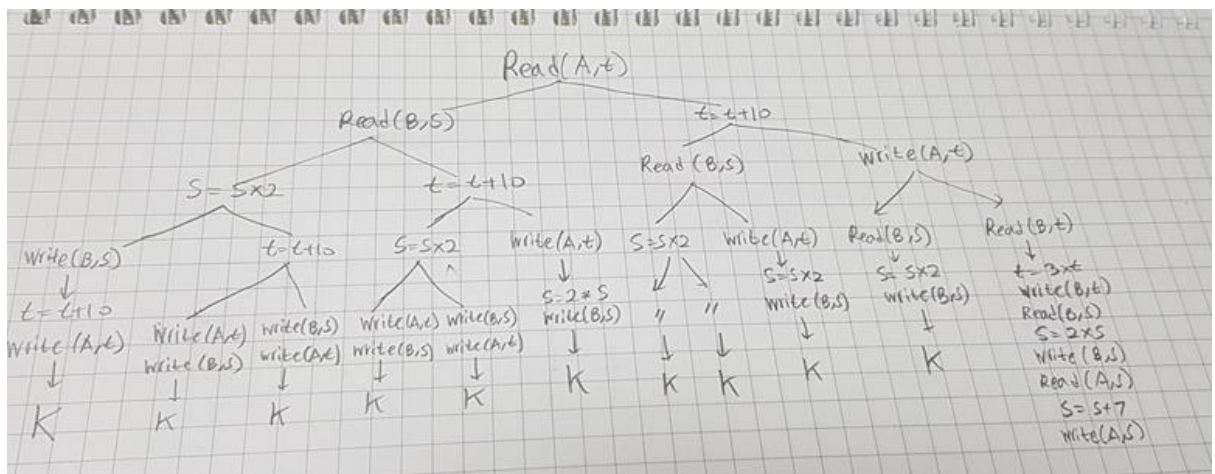 Read(A,t)
Read(B,S) t=t+10
S=S×2 t=t+10 Read(B,S) Write(A,t)
Write(B,S) t=t+10 S=S×2 Write(A,t) S=S×2 Write(A,t) Read(B,S) Read(B,t)
t=t+10 S=2*S S=S×2 S=S×2 t=3×t
Write(A,t) Write(A,t) write(B,S) Write(A,t) Write(B,S) Write(B,S) " " Write(B,S) Write(B,S) Write(B,t)
Write(B,S) write(A,t) Write(B,S) Write(A,t) Read(B,S)
S=2×S
Write(B,S)
K K K K K K K K K K Read(A,S)
S=S+7
Write(A,S)